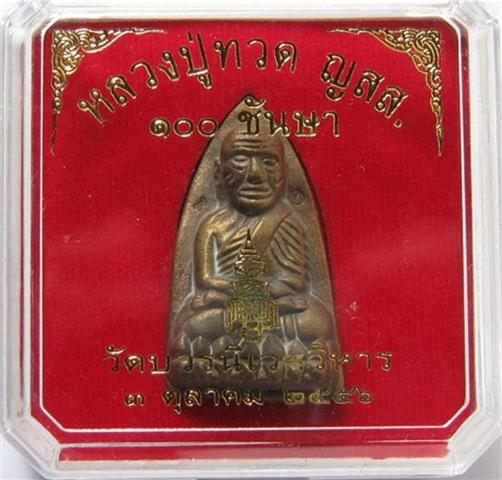 หลวงปู่ทวด ญสส.
๑๐๐ ชันษา
วัดบวรนิเวศวิหาร
๓ ตุลาคม ๒๕๕๖